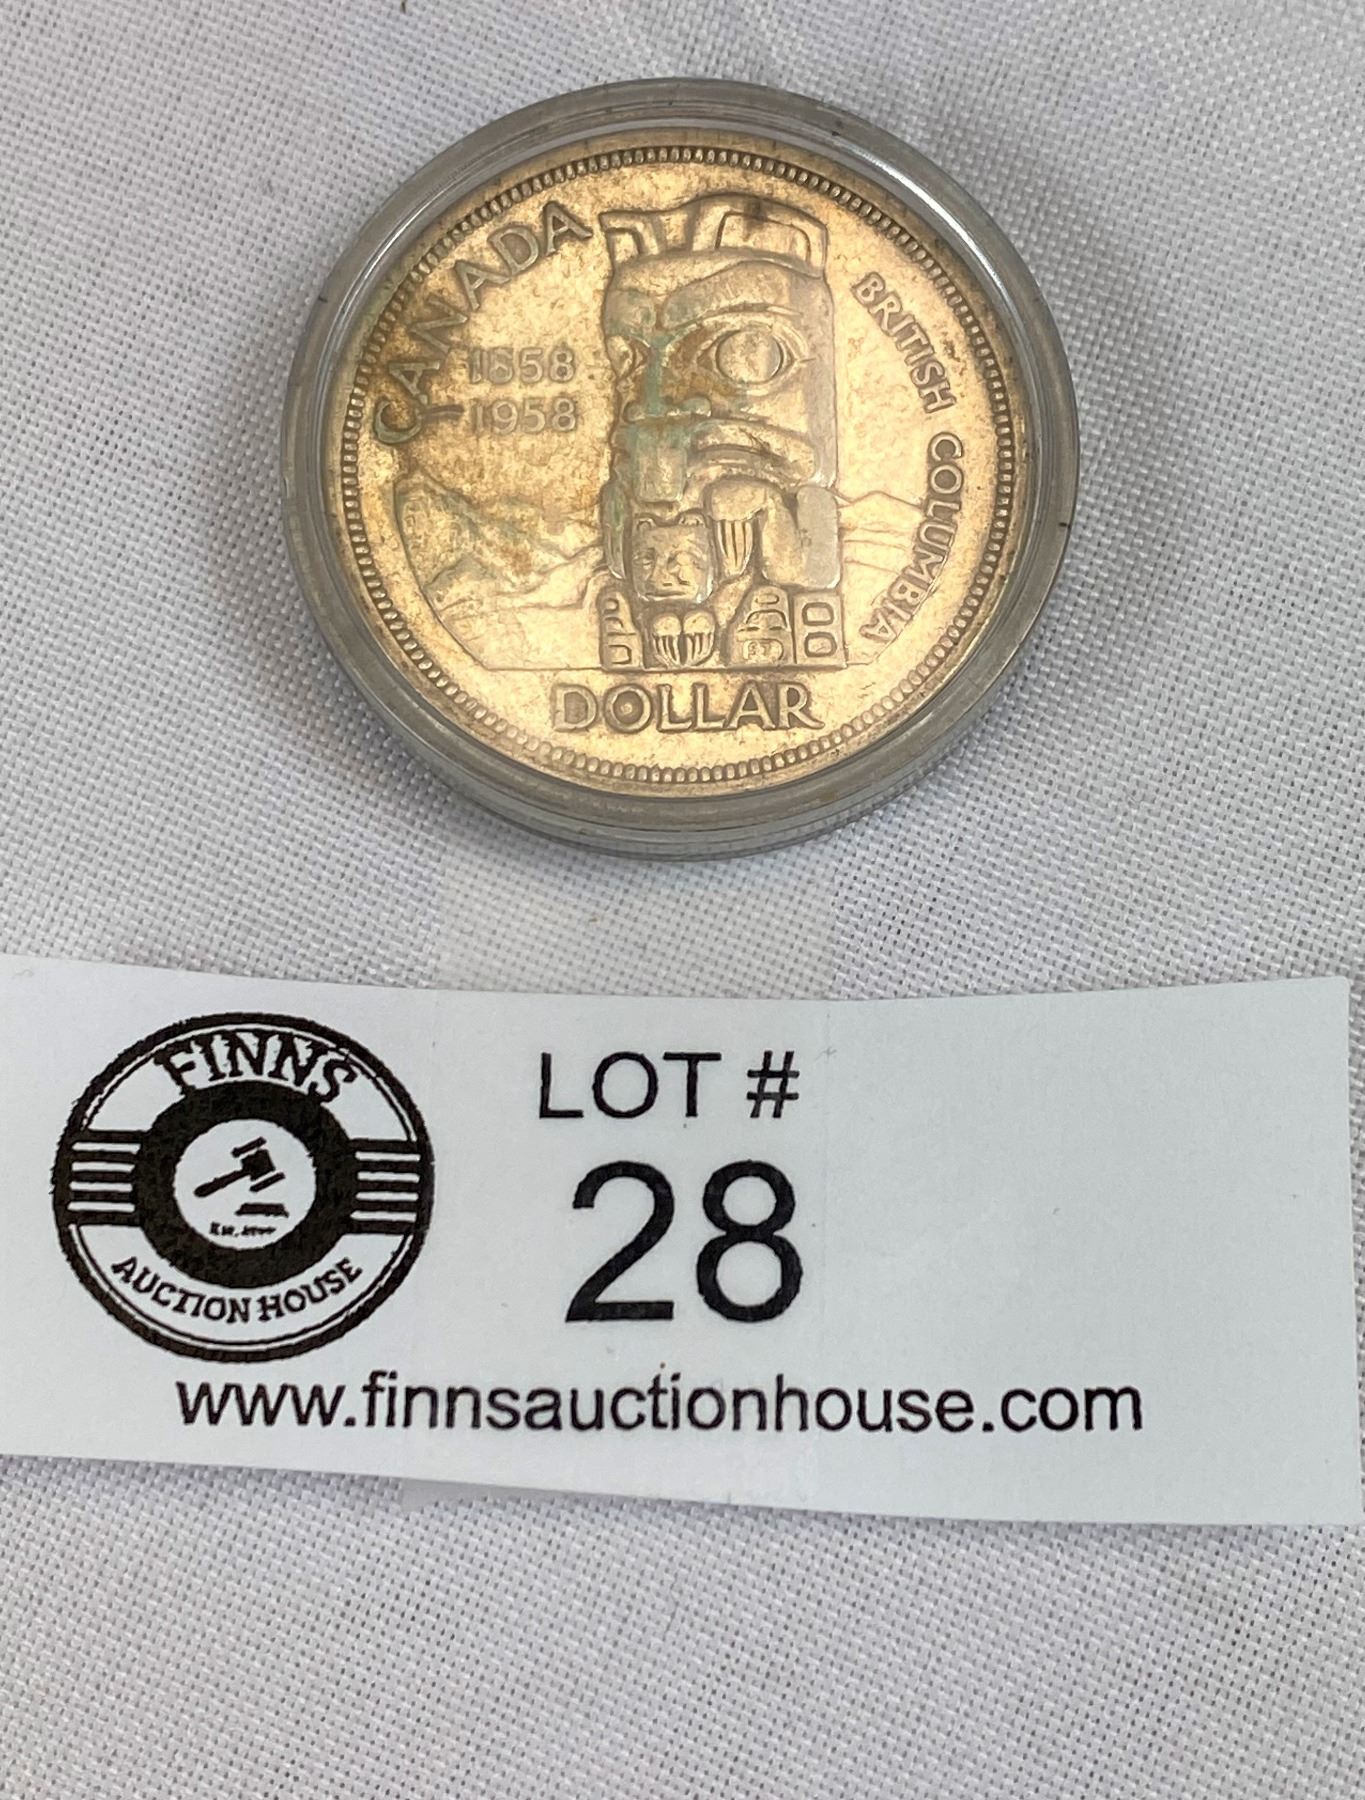 CANADA
1858
1958
BRITISH COLUMBIA
DOLLAR
FINNS
AUCTION HOUSE
LOT #
28
www.finnsauctionhouse.com